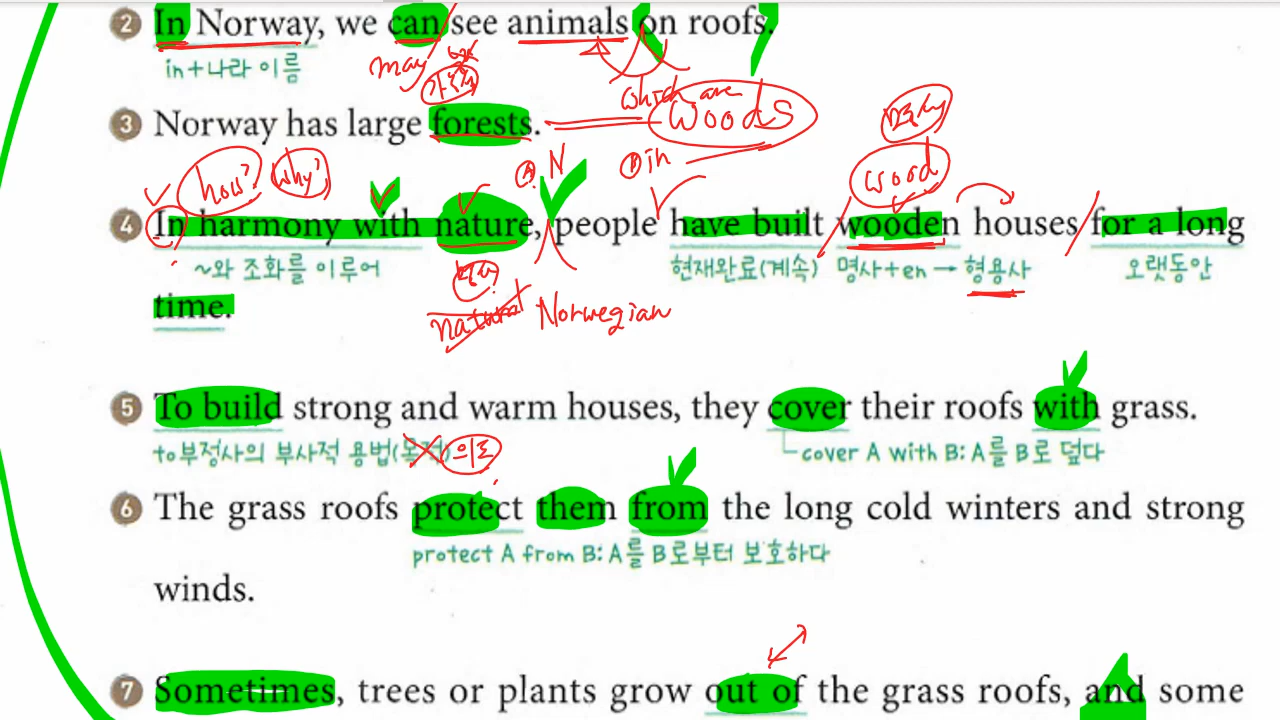 2 In Norway, we can see animals on roofs.
in+나라 이름
may
which are
3 Norway has large forests.
woods
how? why?
N
in
wood
4 In harmony with nature, people have built wooden houses for a long
~와 조화를 이루어 현재완료(계속) 명사+en → 형용사 오랫동안
time.
natural Norwegian
5 To build strong and warm houses, they cover their roofs with grass.
to부정사의 부사적 용법(목적) 의도 cover A with B: A를 B로 덮다
6 The grass roofs protect them from the long cold winters and strong
protect A from B: A를 B로부터 보호하다
winds.
7 Sometimes, trees or plants grow out of the grass roofs, and some